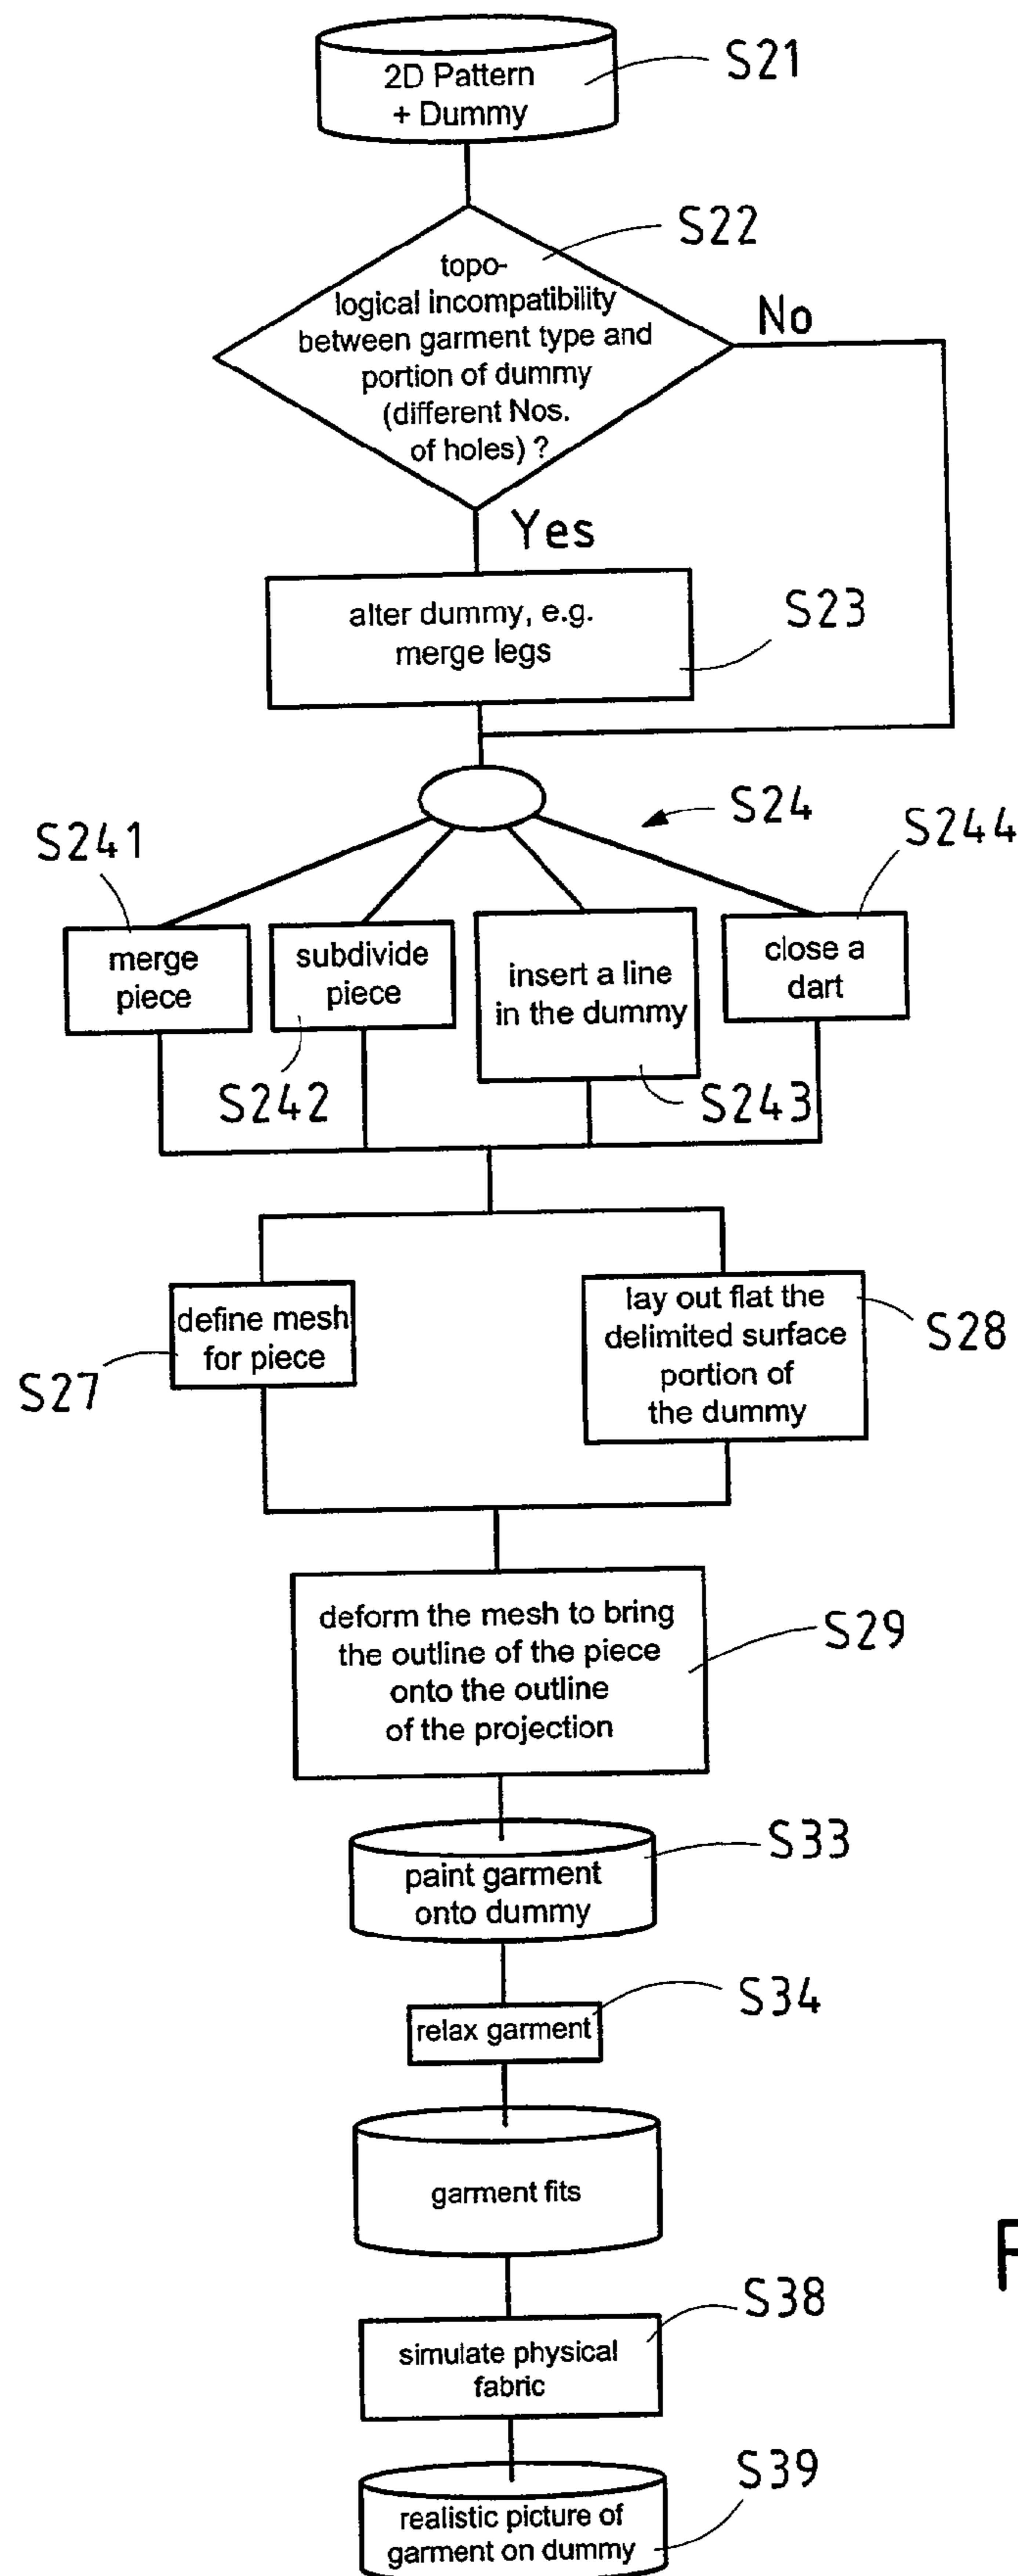 2D Pattern
+ Dummy
S21
S22
topo-
logical incompatibility
between garment type and
portion of dummy
(different Nos.
of holes) ?
No
Yes
alter dummy, e.g.
merge legs
S23
S24
S241
S244
merge
piece
subdivide
piece
insert a line
in the dummy
close a
dart
S242
S243
define mesh
for piece
S27
lay out flat the
delimited surface
portion of
the dummy
S28
deform the mesh to bring
the outline of the piece
onto the outline
of the projection
S29
paint garment
onto dummy
S33
relax garment
S34
garment fits
simulate physical
fabric
S38
realistic picture of
garment on dummy
S39